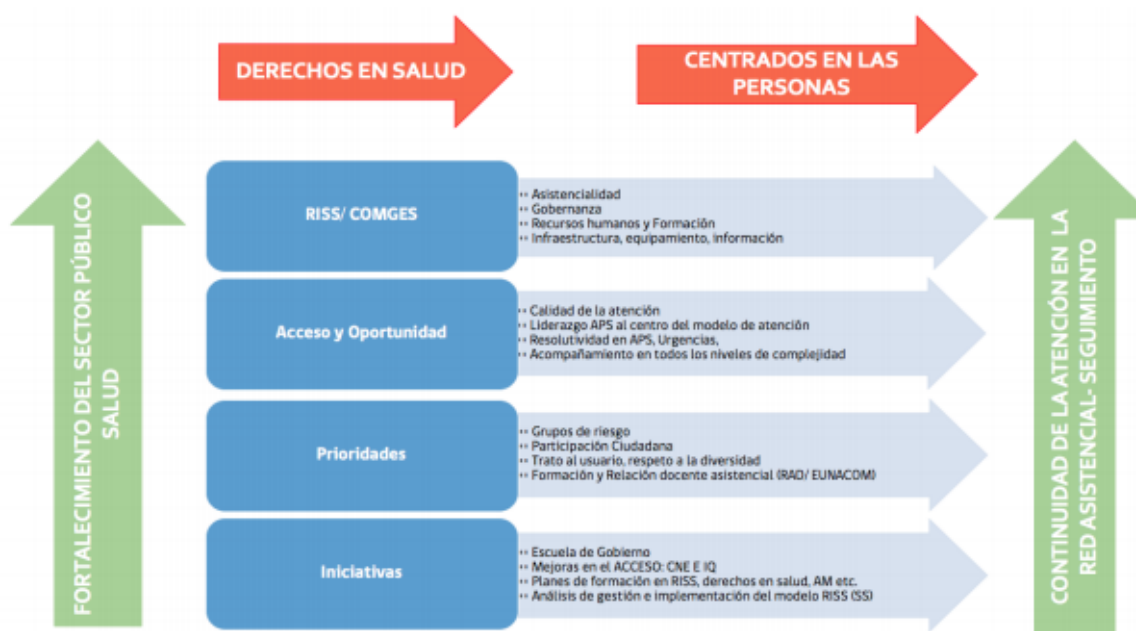 DERECHOS EN SALUD
CENTRADOS EN LAS
PERSONAS
FORTALECIMIENTO DEL SECTOR PÚBLICO
SALUD
RISS/ COMGES
•• Asistencialidad
•• Gobernanza
•• Recursos humanos y Formación
•• Infraestructura, equipamiento, información
Acceso y Oportunidad
•• Calidad de la atención
•• Liderazgo APS al centro del modelo de atención
•• Resolutividad en APS, Urgencias,
•• Acompañamiento en todos los niveles de complejidad
Prioridades
•• Grupos de riesgo
•• Participación Ciudadana
•• Trato al usuario, respeto a la diversidad
•• Formación y Relación docente asistencial (RAD/ EUNACOM)
Iniciativas
•• Escuela de Gobierno
•• Mejoras en el ACCESO: CNE E IQ
•• Planes de formación en RISS, derechos en salud, AM etc.
•• Análisis de gestión e implementación del modelo RISS (SS)
CONTINUIDAD DE LA ATENCIÓN EN LA
RED ASISTENCIAL- SEGUIMIENTO